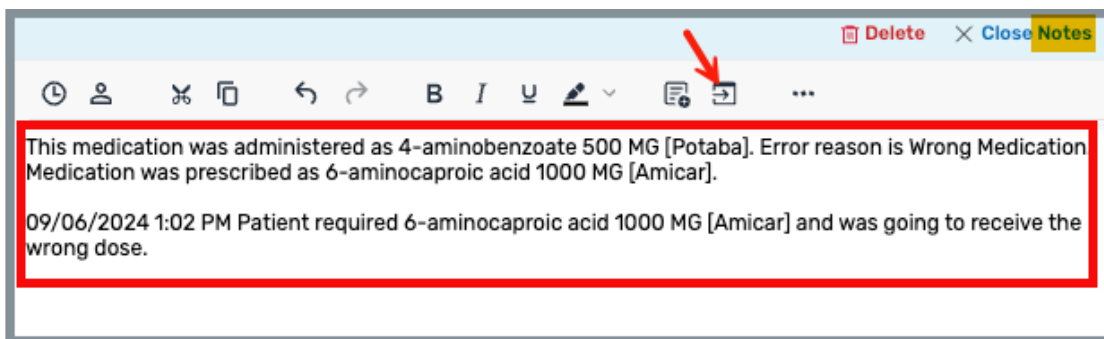 Delete Close Notes
B I U
This medication was administered as 4-aminobenzoate 500 MG [Potaba]. Error reason is Wrong Medication.
Medication was prescribed as 6-aminocaproic acid 1000 MG [Amicar].
09/06/2024 1:02 PM Patient required 6-aminocaproic acid 1000 MG [Amicar] and was going to receive the
wrong dose.